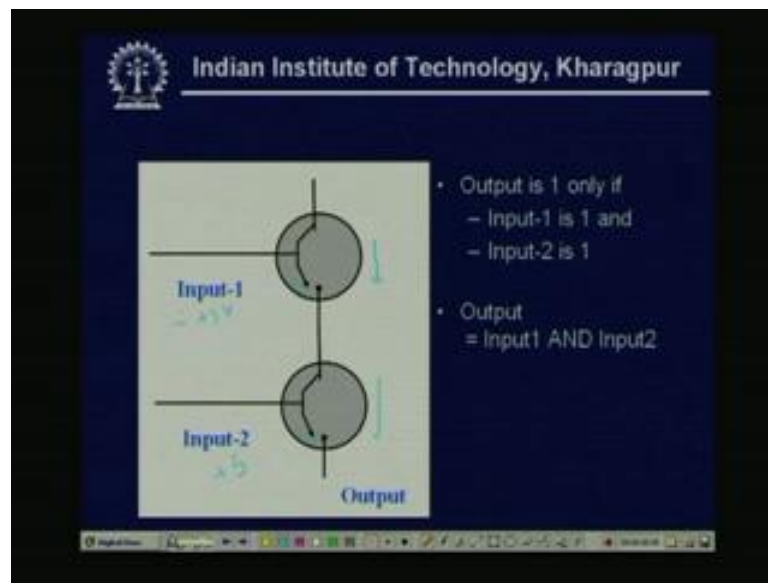 Indian Institute of Technology, Kharagpur
Input-1
Input-2
+5
Output
• Output is 1 only if
– Input-1 is 1 and
– Input-2 is 1
• Output
= Input1 AND Input2